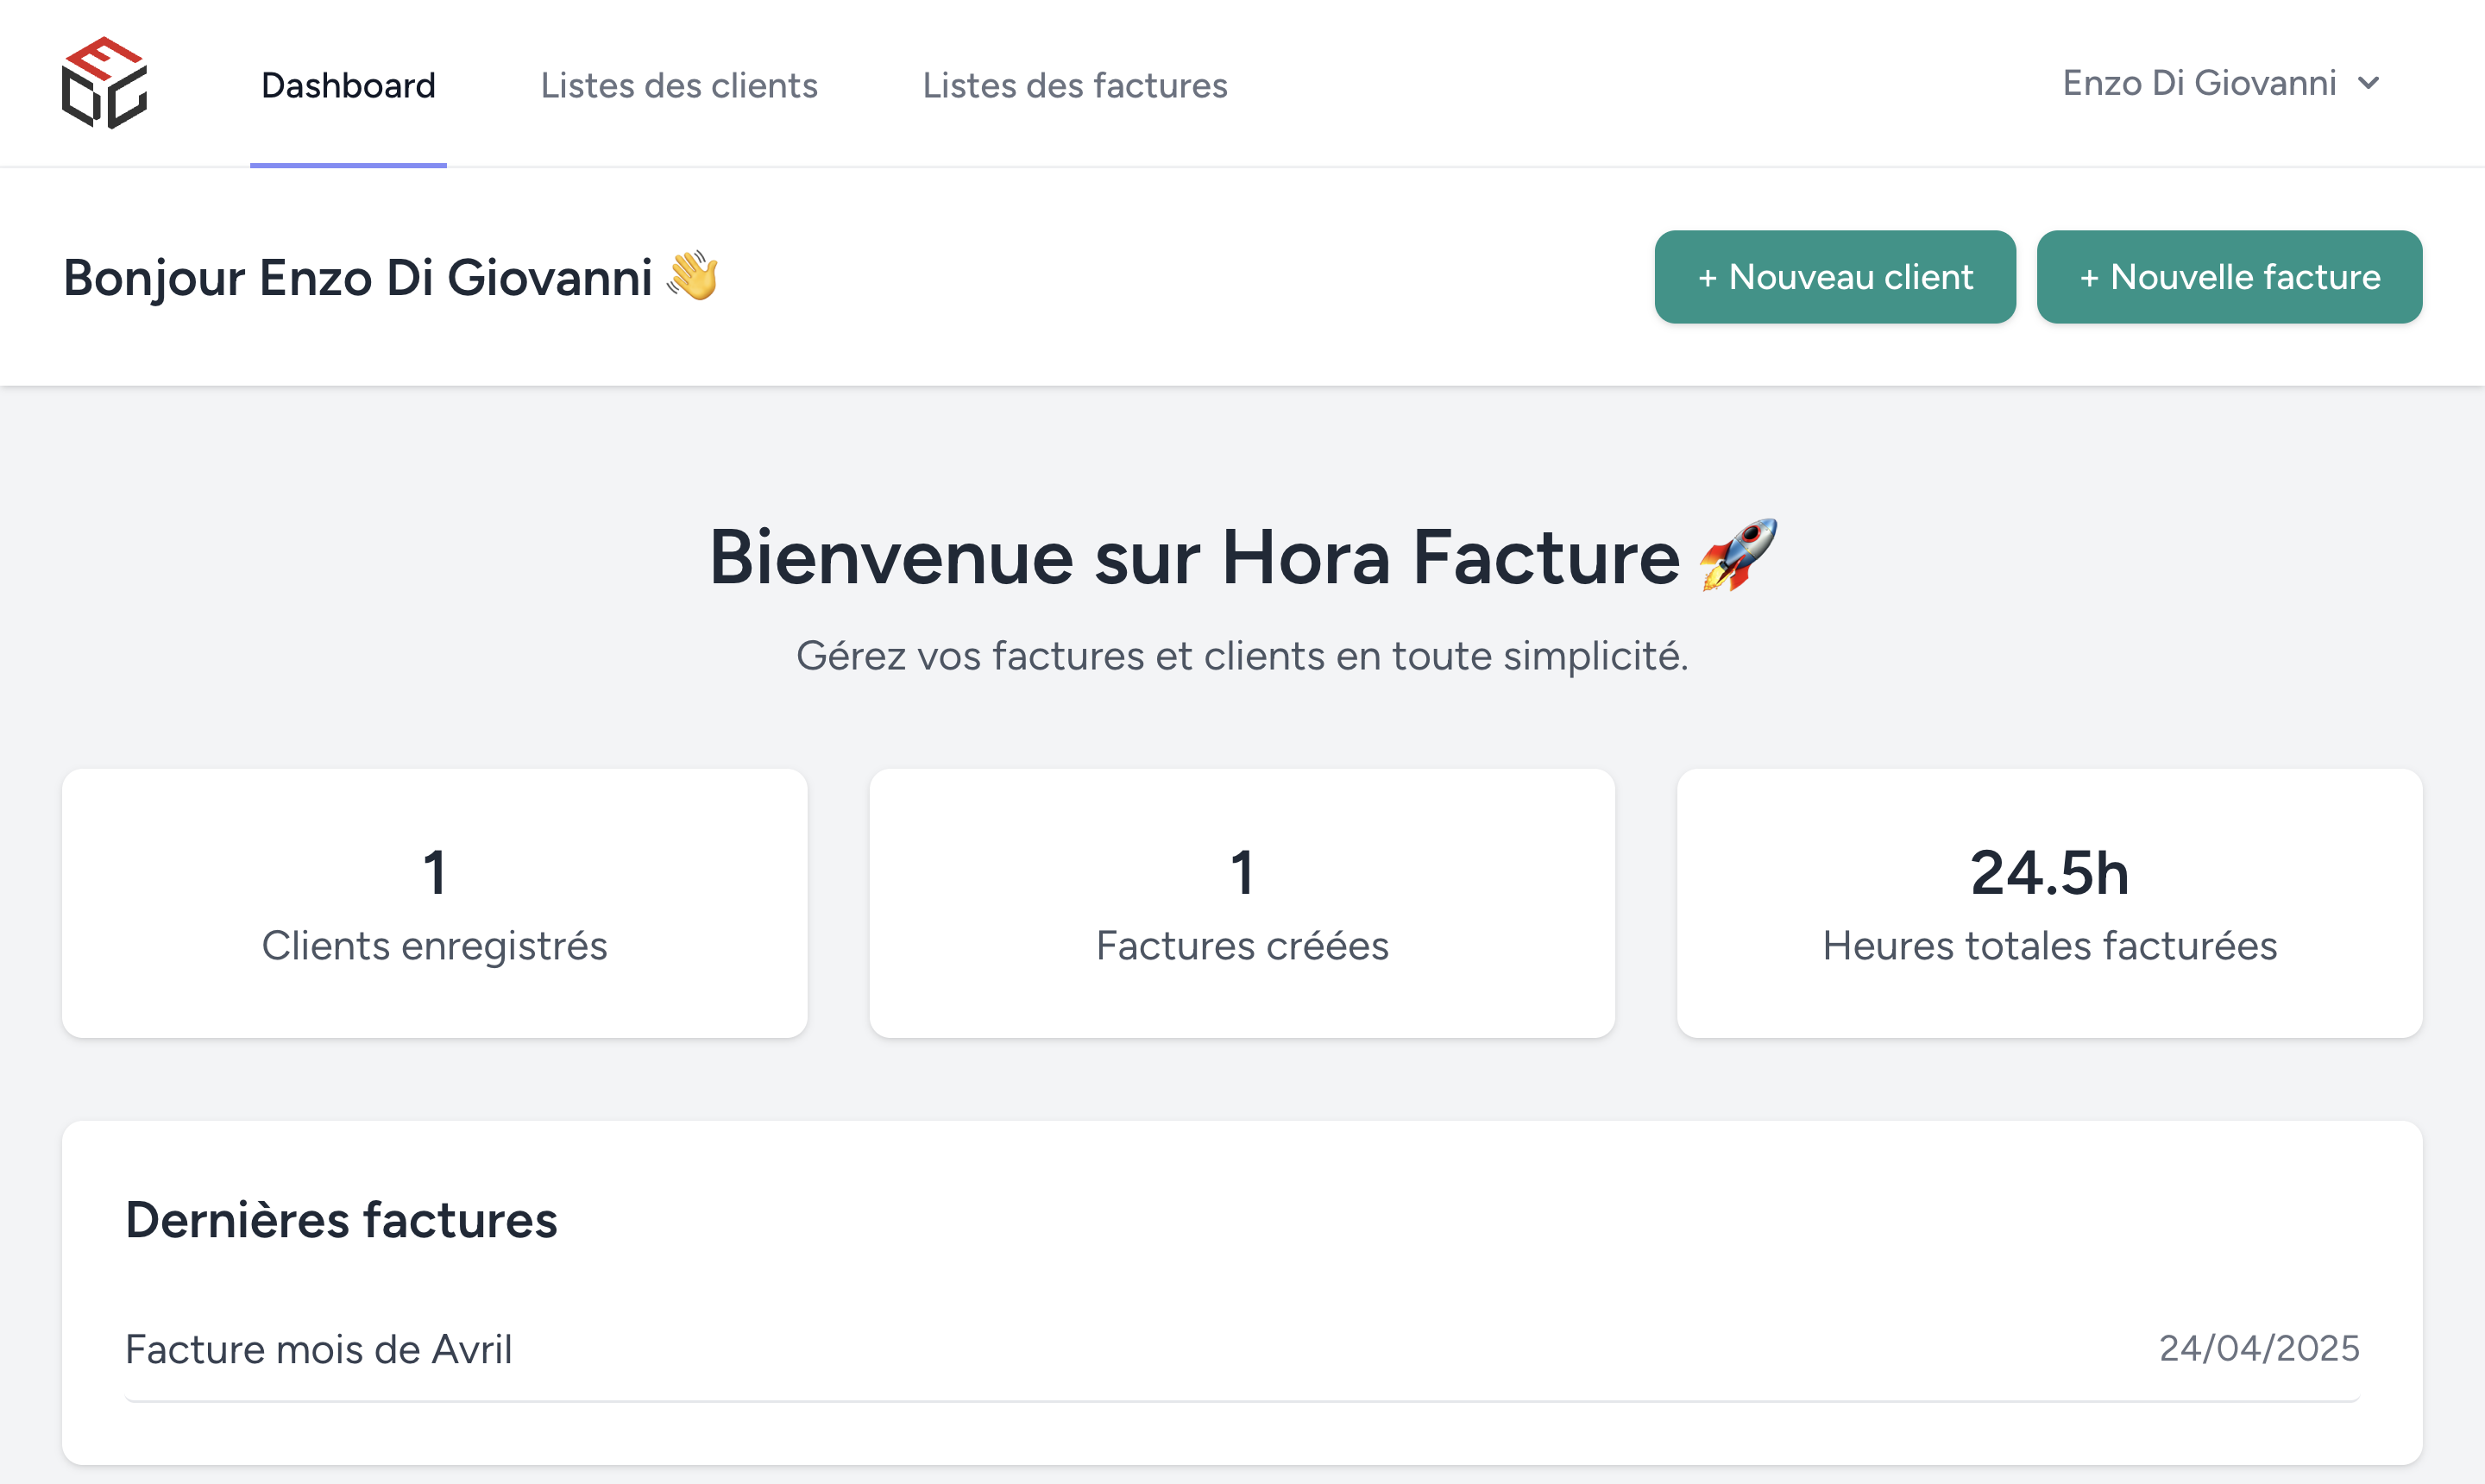 Dashboard
Listes des clients
Listes des factures
Enzo Di Giovanni
Bonjour Enzo Di Giovanni 👋
+ Nouveau client
+ Nouvelle facture
Bienvenue sur Hora Facture 🚀
Gérez vos factures et clients en toute simplicité.
1
Clients enregistrés
1
Factures créées
24.5h
Heures totales facturées
Dernières factures
Facture mois de Avril
24/04/2025